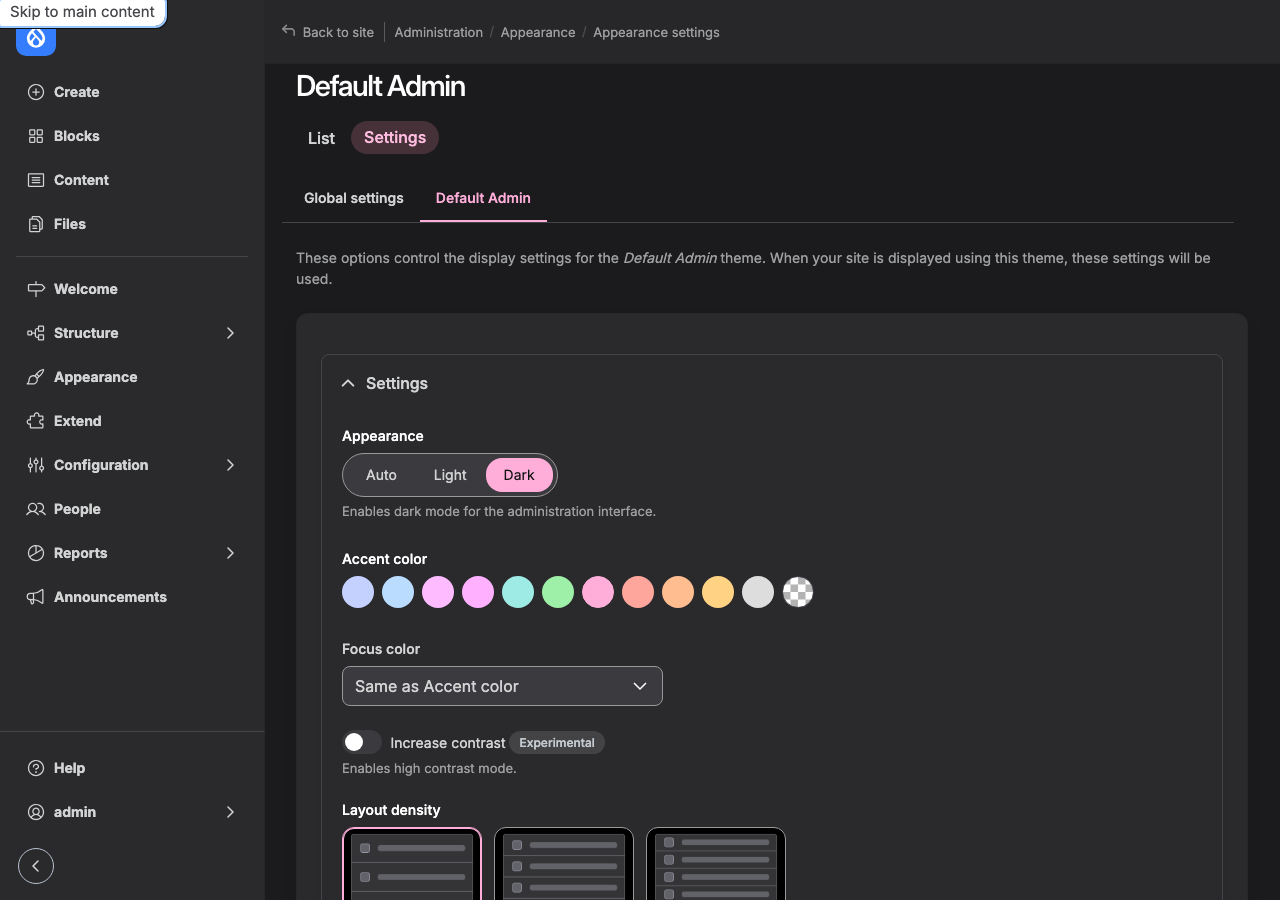 Skip to main content
Back to site
Administration / Appearance / Appearance settings
Create
Blocks
Content
Files
Welcome
Structure
Appearance
Extend
Configuration
People
Reports
Announcements
Help
admin
Default Admin
List
Settings
Global settings
Default Admin
These options control the display settings for the Default Admin theme. When your site is displayed using this theme, these settings will be
used.
Settings
Appearance
Auto
Light
Dark
Enables dark mode for the administration interface.
Accent color
Focus color
Same as Accent color
Increase contrast
Experimental
Enables high contrast mode.
Layout density